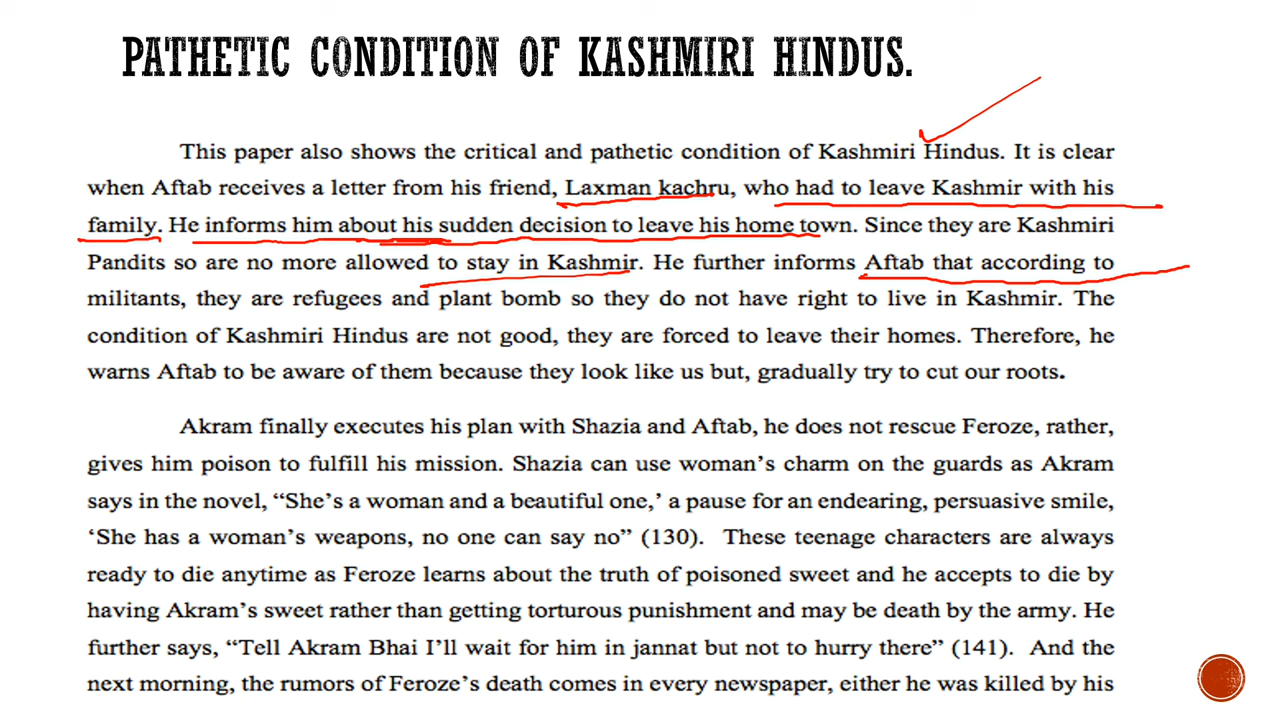 PATHETIC CONDITION OF KASHMIRI HINDUS.
This paper also shows the critical and pathetic condition of Kashmiri Hindus. It is clear
when Aftab receives a letter from his friend, Laxman kachru, who had to leave Kashmir with his
family. He informs him about his sudden decision to leave his home town. Since they are Kashmiri
Pandits so are no more allowed to stay in Kashmir. He further informs Aftab that according to
militants, they are refugees and plant bomb so they do not have right to live in Kashmir. The
condition of Kashmiri Hindus are not good, they are forced to leave their homes. Therefore, he
warns Aftab to be aware of them because they look like us but, gradually try to cut our roots.
Akram finally executes his plan with Shazia and Aftab, he does not rescue Feroze, rather,
gives him poison to fulfill his mission. Shazia can use woman’s charm on the guards as Akram
says in the novel, “She’s a woman and a beautiful one,’ a pause for an endearing, persuasive smile,
‘She has a woman’s weapons, no one can say no” (130). These teenage characters are always
ready to die anytime as Feroze learns about the truth of poisoned sweet and he accepts to die by
having Akram’s sweet rather than getting torturous punishment and may be death by the army. He
further says, “Tell Akram Bhai I’ll wait for him in jannat but not to hurry there” (141). And the
next morning, the rumors of Feroze’s death comes in every newspaper, either he was killed by his